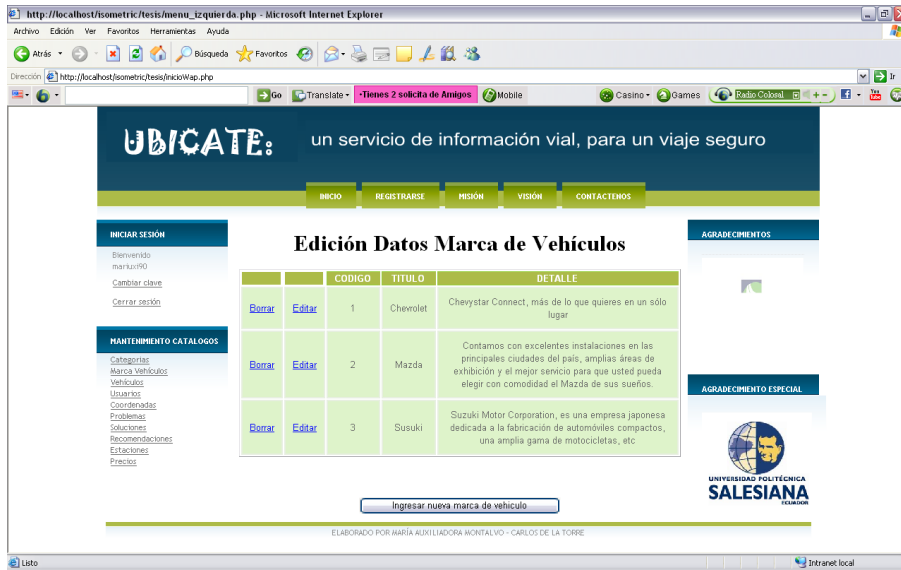 http://localhost/isometric/tesis/menu_izquierda.php - Microsoft Internet Explorer
Archivo Edición Ver Favoritos Herramientas Ayuda
Atrás Búsqueda Favoritos
Dirección http://localhost/isometric/tesis/inicioWap.php Ir
Go Translate •Tienes 2 solicita de Amigos Mobile Casino Games Radio Colosal
UBICATE: un servicio de información vial, para un viaje seguro
INICIO REGISTRARSE MISIÓN VISIÓN CONTACTENOS
INICIAR SESIÓN
Bienvenido
mariuxi90
Cambiar clave
Cerrar sesión
MANTENIMIENTO CATALOGOS
Categorias
Marca Vehículos
Vehículos
Usuarios
Coordenadas
Problemas
Soluciones
Recomendaciones
Estaciones
Precios
Edición Datos Marca de Vehículos
CODIGO TITULO DETALLE
Borrar Editar 1 Chevrolet Chevystar Connect, más de lo que quieres en un sólo
lugar
Borrar Editar 2 Mazda Contamos con excelentes instalaciones en las
principales ciudades del país, amplias áreas de
exhibición y el mejor servicio para que usted pueda
elegir con comodidad el Mazda de sus sueños.
Borrar Editar 3 Susuki Suzuki Motor Corporation, es una empresa japonesa
dedicada a la fabricación de automóviles compactos,
una amplia gama de motocicletas, etc
Ingresar nueva marca de vehiculo
AGRADECIMIENTOS
AGRADECIMIENTO ESPECIAL
UNIVERSIDAD POLITÉCNICA
SALESIANA
ECUADOR
ELABORADO POR MARÍA AUXILIADORA MONTALVO - CARLOS DE LA TORRE
Listo Intranet local